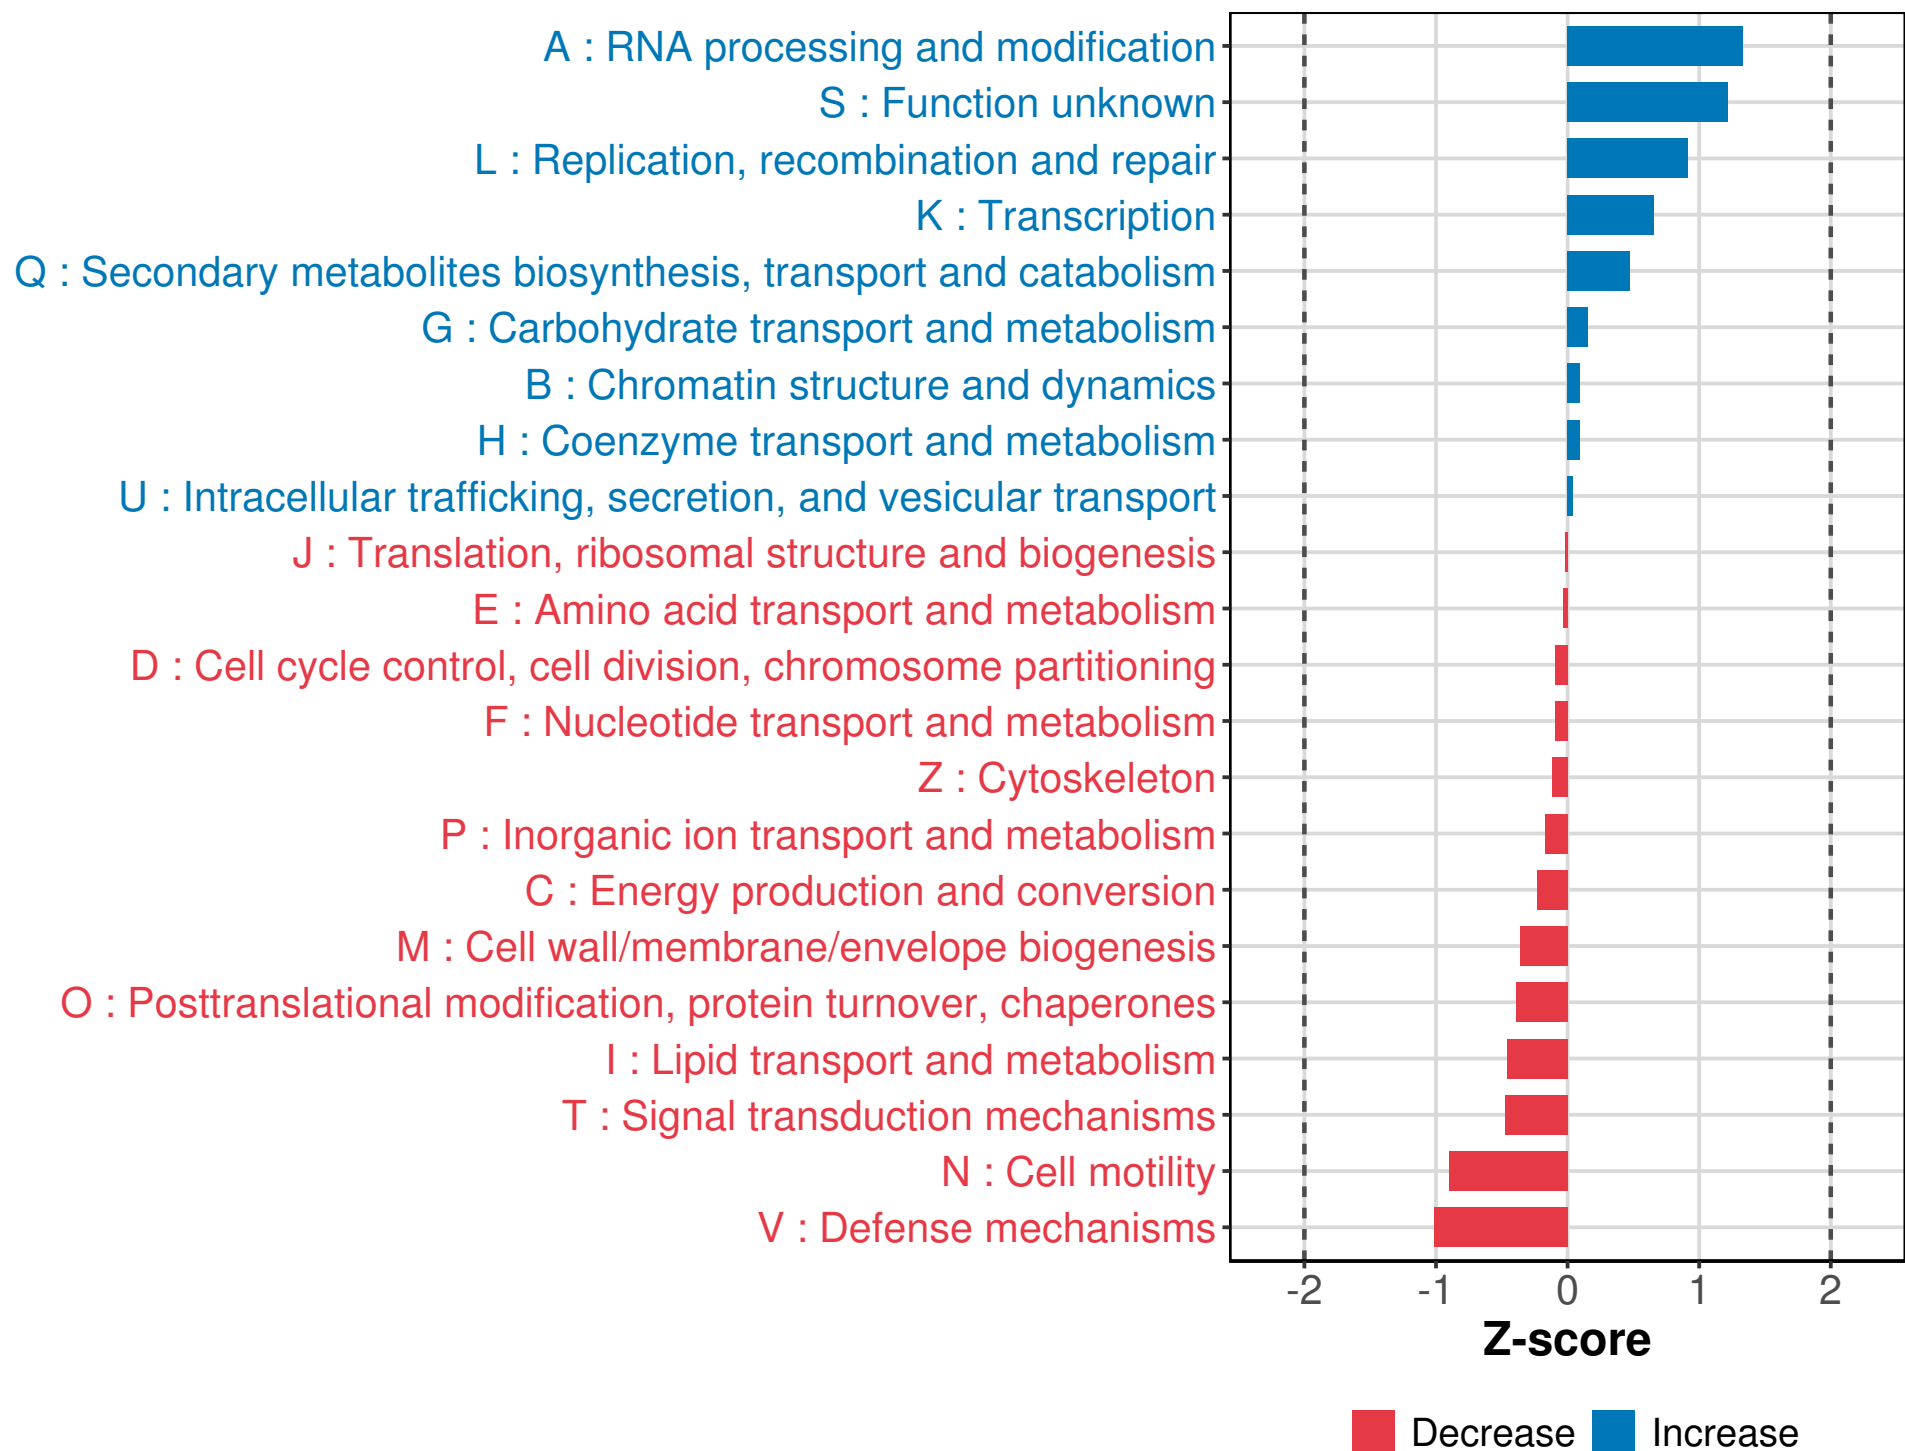 A : RNA processing and modification
S : Function unknown
L : Replication, recombination and repair
K : Transcription
Q : Secondary metabolites biosynthesis, transport and catabolism
G : Carbohydrate transport and metabolism
B : Chromatin structure and dynamics
H : Coenzyme transport and metabolism
U : Intracellular trafficking, secretion, and vesicular transport
J : Translation, ribosomal structure and biogenesis
E : Amino acid transport and metabolism
D : Cell cycle control, cell division, chromosome partitioning
F : Nucleotide transport and metabolism
Z : Cytoskeleton
P : Inorganic ion transport and metabolism
C : Energy production and conversion
M : Cell wall/membrane/envelope biogenesis
O : Posttranslational modification, protein turnover, chaperones
I : Lipid transport and metabolism
T : Signal transduction mechanisms
N : Cell motility
V : Defense mechanisms
-2 -1 0 1 2
Z-score
Decrease Increase